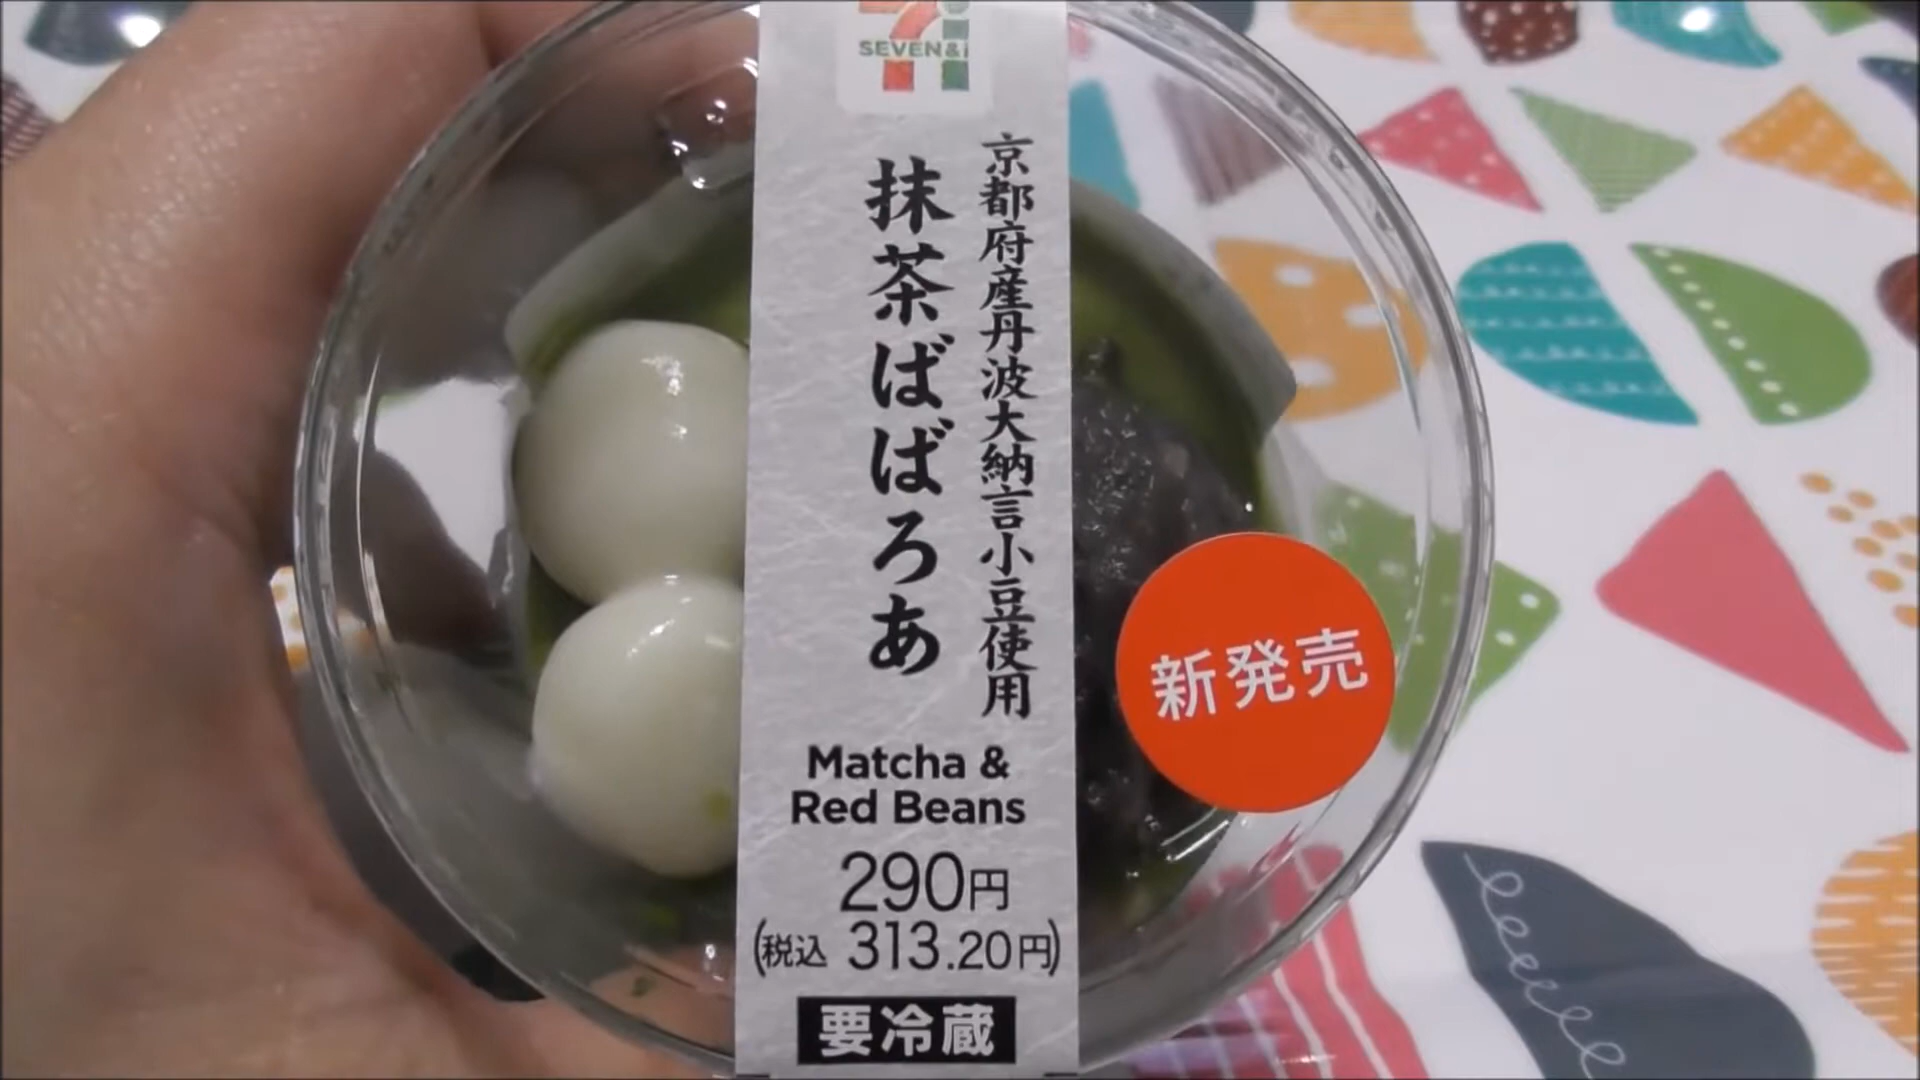 SEVEN&i
京都府産丹波大納言小豆使用
抹茶ばばろあ
Matcha &
Red Beans
290円
(税込 313.20円)
要冷蔵
新発売